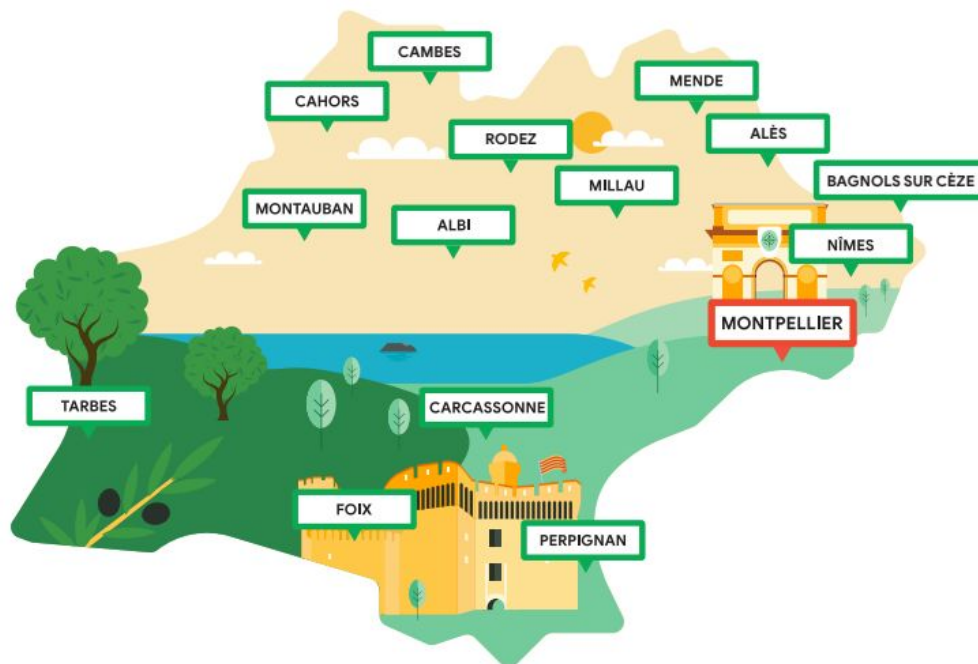 CAMBES
MENDE
CAHORS
RODEZ
ALÈS
MILLAU
BAGNOLS SUR CÈZE
MONTAUBAN
ALBI
NÎMES
MONTPELLIER
TARBES
CARCASSONNE
FOIX
PERPIGNAN